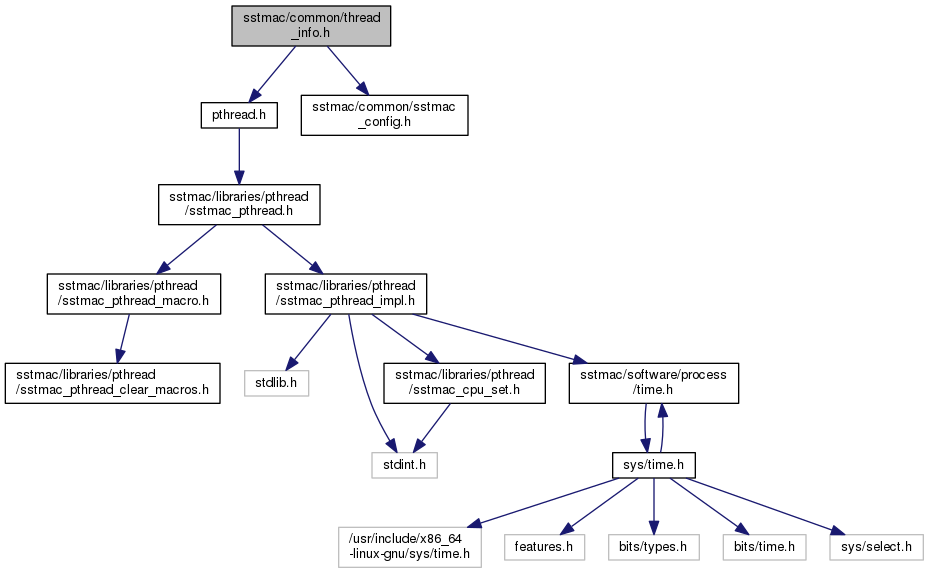 sstmac/common/thread
_info.h
pthread.h
sstmac/common/sstmac
_config.h
sstmac/libraries/pthread
/sstmac_pthread.h
sstmac/libraries/pthread
/sstmac_pthread_macro.h
sstmac/libraries/pthread
/sstmac_pthread_impl.h
sstmac/libraries/pthread
/sstmac_pthread_clear_macros.h
stdlib.h
sstmac/libraries/pthread
/sstmac_cpu_set.h
sstmac/software/process
/time.h
stdint.h
sys/time.h
/usr/include/x86_64
-linux-gnu/sys/time.h
features.h
bits/types.h
bits/time.h
sys/select.h